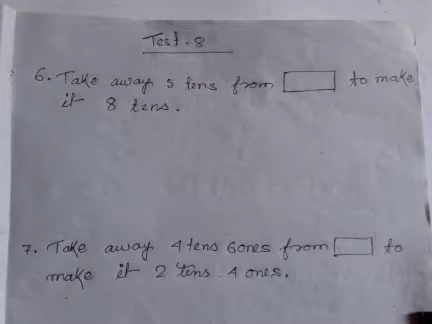 Test-8
6. Take away 5 tens from to make
it 8 tens.
7. Take away 4 tens 6 ones from to
make it 2 tens 4 ones.